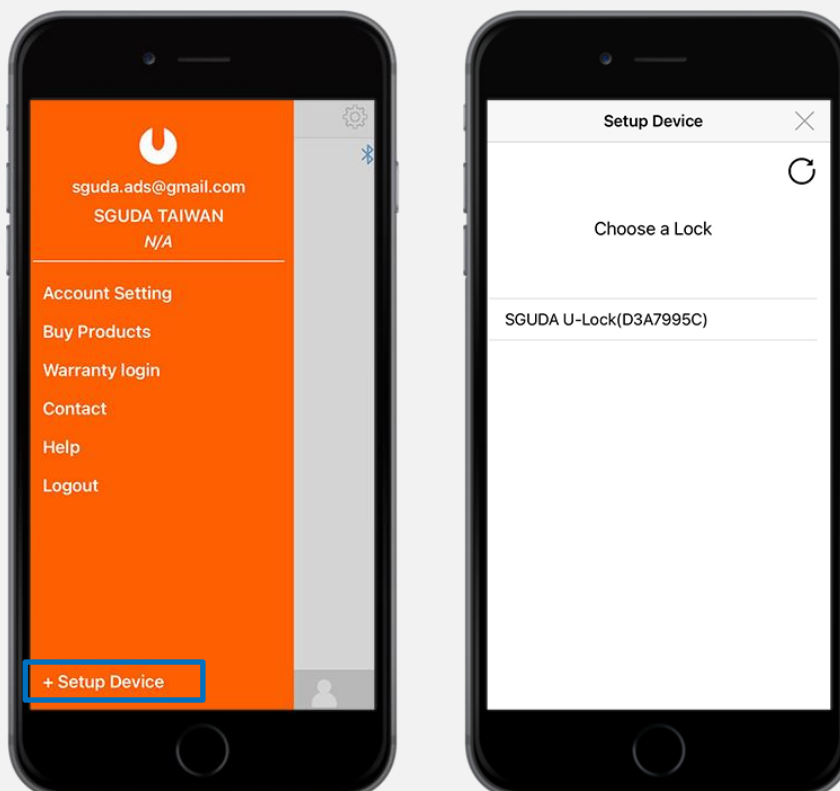 sguda.ads@gmail.com
SGUDA TAIWAN
N/A
Account Setting
Buy Products
Warranty login
Contact
Help
Logout
+ Setup Device
Setup Device
Choose a Lock
SGUDA U-Lock(D3A7995C)